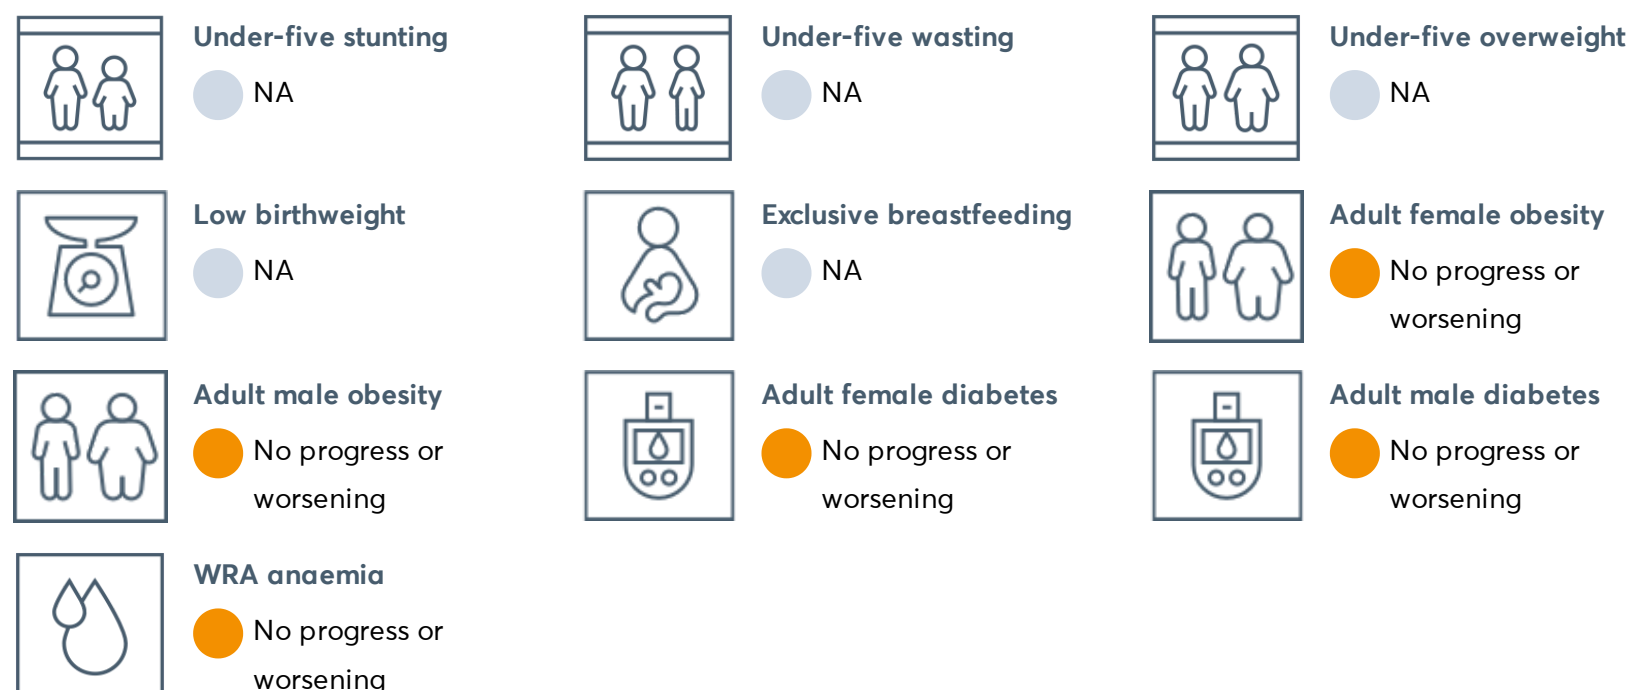 Under-five stunting
NA
Under-five wasting
NA
Under-five overweight
NA
Low birthweight
NA
Exclusive breastfeeding
NA
Adult female obesity
No progress or
worsening
Adult male obesity
No progress or
worsening
Adult female diabetes
No progress or
worsening
Adult male diabetes
No progress or
worsening
WRA anaemia
No progress or
worsening